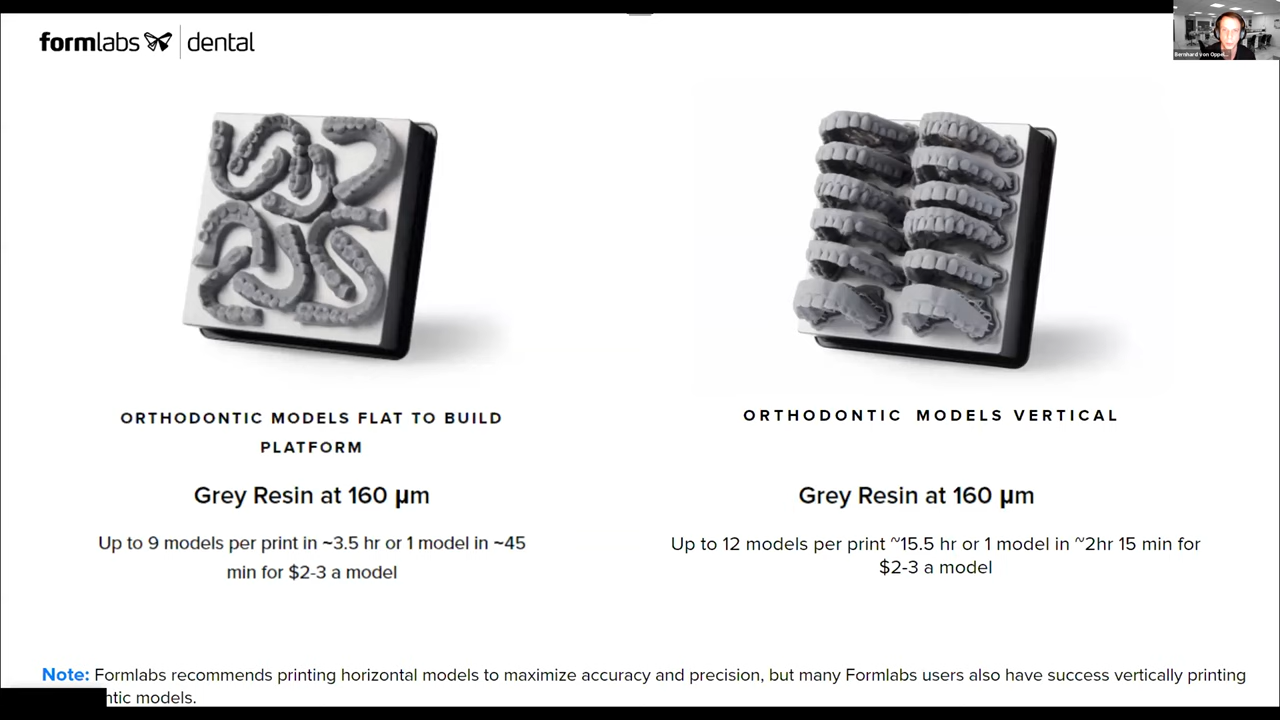 formlabs dental
Bernhard von Oppel...
ORTHODONTIC MODELS FLAT TO BUILD
PLATFORM
Grey Resin at 160 µm
Up to 9 models per print in ~3.5 hr or 1 model in ~45
min for $2-3 a model
ORTHODONTIC MODELS VERTICAL
Grey Resin at 160 µm
Up to 12 models per print ~15.5 hr or 1 model in ~2hr 15 min for
$2-3 a model
Note: Formlabs recommends printing horizontal models to maximize accuracy and precision, but many Formlabs users also have success vertically printing
ntic models.